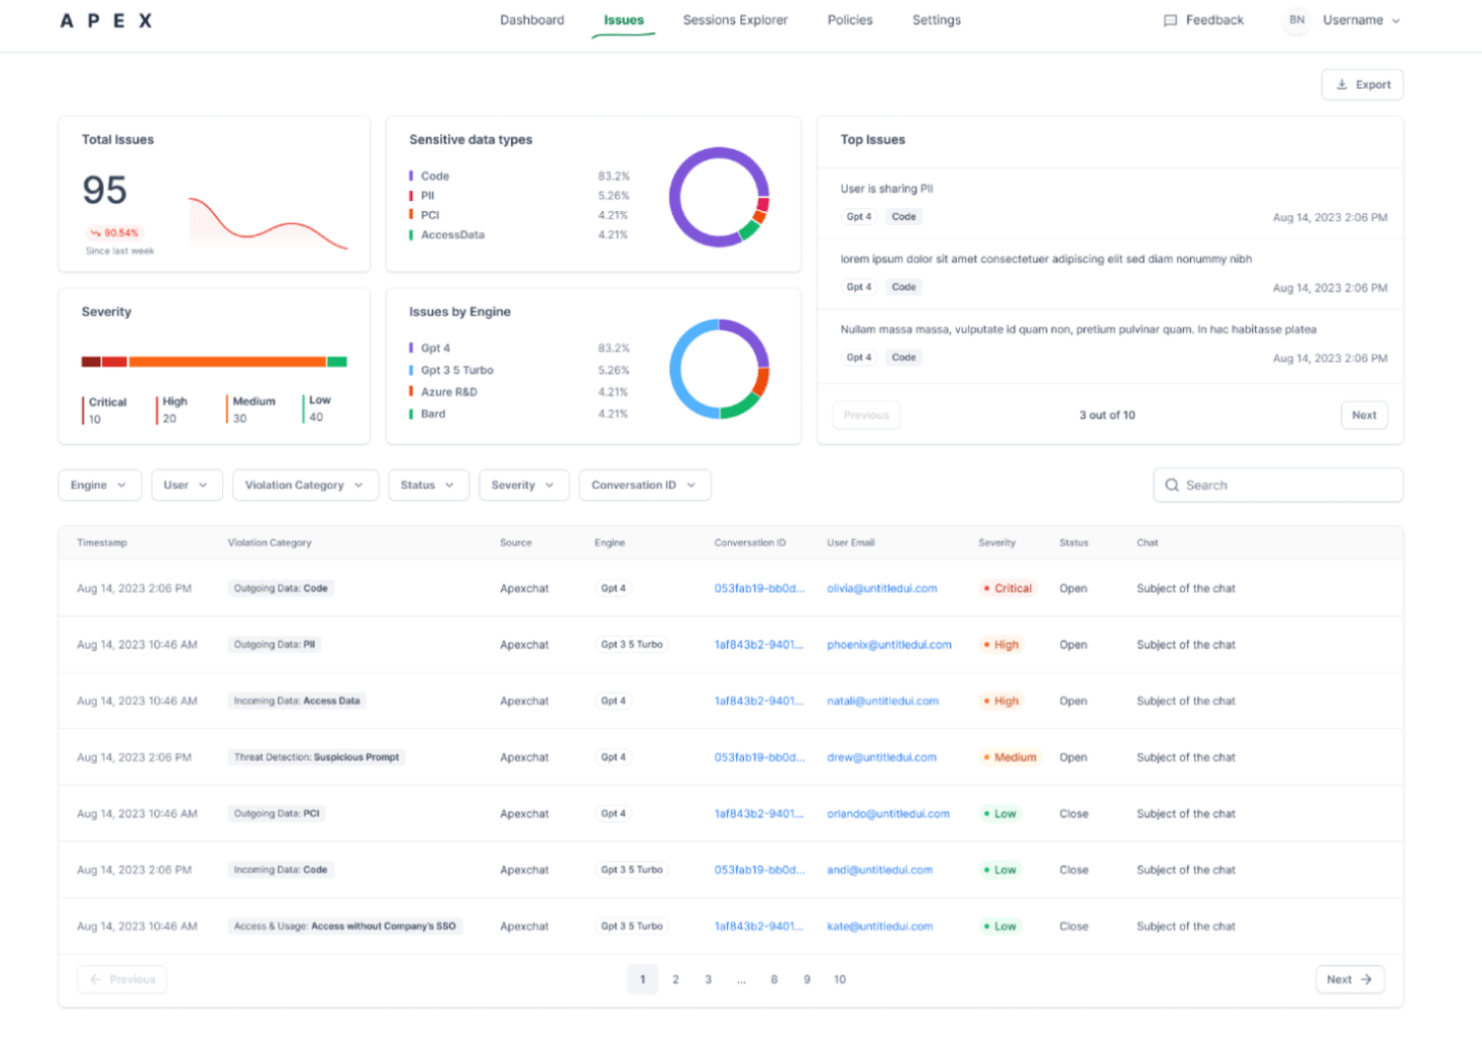 APEX
Dashboard
Issues
Sessions Explorer
Policies
Settings
Feedback
BN
Username
Export
Total Issues
95
90.54%
Since last week
Sensitive data types
Code 83.2%
PII 5.26%
PCI 4.21%
AccessData 4.21%
Top Issues
User is sharing PII
Gpt 4 Code Aug 14, 2023 2:06 PM
lorem ipsum dolor sit amet consectetuer adipiscing elit sed diam nonummy nibh
Gpt 4 Code Aug 14, 2023 2:06 PM
Nullam massa massa, vulputate id quam non, pretium pulvinar quam. In hac habitasse platea
Gpt 4 Code Aug 14, 2023 2:06 PM
Previous 3 out of 10 Next
Severity
Critical High Medium Low
10 20 30 40
Issues by Engine
Gpt 4 83.2%
Gpt 3 5 Turbo 5.26%
Azure R&D 4.21%
Bard 4.21%
Engine User Violation Category Status Severity Conversation ID Search
Timestamp Violation Category Source Engine Conversation ID User Email Severity Status Chat
Aug 14, 2023 2:06 PM Outgoing Data: Code Apexchat Gpt 4 053fab19-bb0d... olivia@untitledui.com Critical Open Subject of the chat
Aug 14, 2023 10:46 AM Outgoing Data: PII Apexchat Gpt 3 5 Turbo 1af843b2-9401... phoenix@untitledui.com High Open Subject of the chat
Aug 14, 2023 10:46 AM Incoming Data: Access Data Apexchat Gpt 4 1af843b2-9401... natali@untitledui.com High Open Subject of the chat
Aug 14, 2023 2:06 PM Threat Detection: Suspicious Prompt Apexchat Gpt 4 053fab19-bb0d... drew@untitledui.com Medium Open Subject of the chat
Aug 14, 2023 10:46 AM Outgoing Data: PCI Apexchat Gpt 4 1af843b2-9401... orlando@untitledui.com Low Close Subject of the chat
Aug 14, 2023 2:06 PM Incoming Data: Code Apexchat Gpt 3 5 Turbo 053fab19-bb0d... andi@untitledui.com Low Close Subject of the chat
Aug 14, 2023 10:46 AM Access & Usage: Access without Company's SSO Apexchat Gpt 3 5 Turbo 1af843b2-9401... kate@untitledui.com Low Close Subject of the chat
Previous 1 2 3 ... 8 9 10 Next